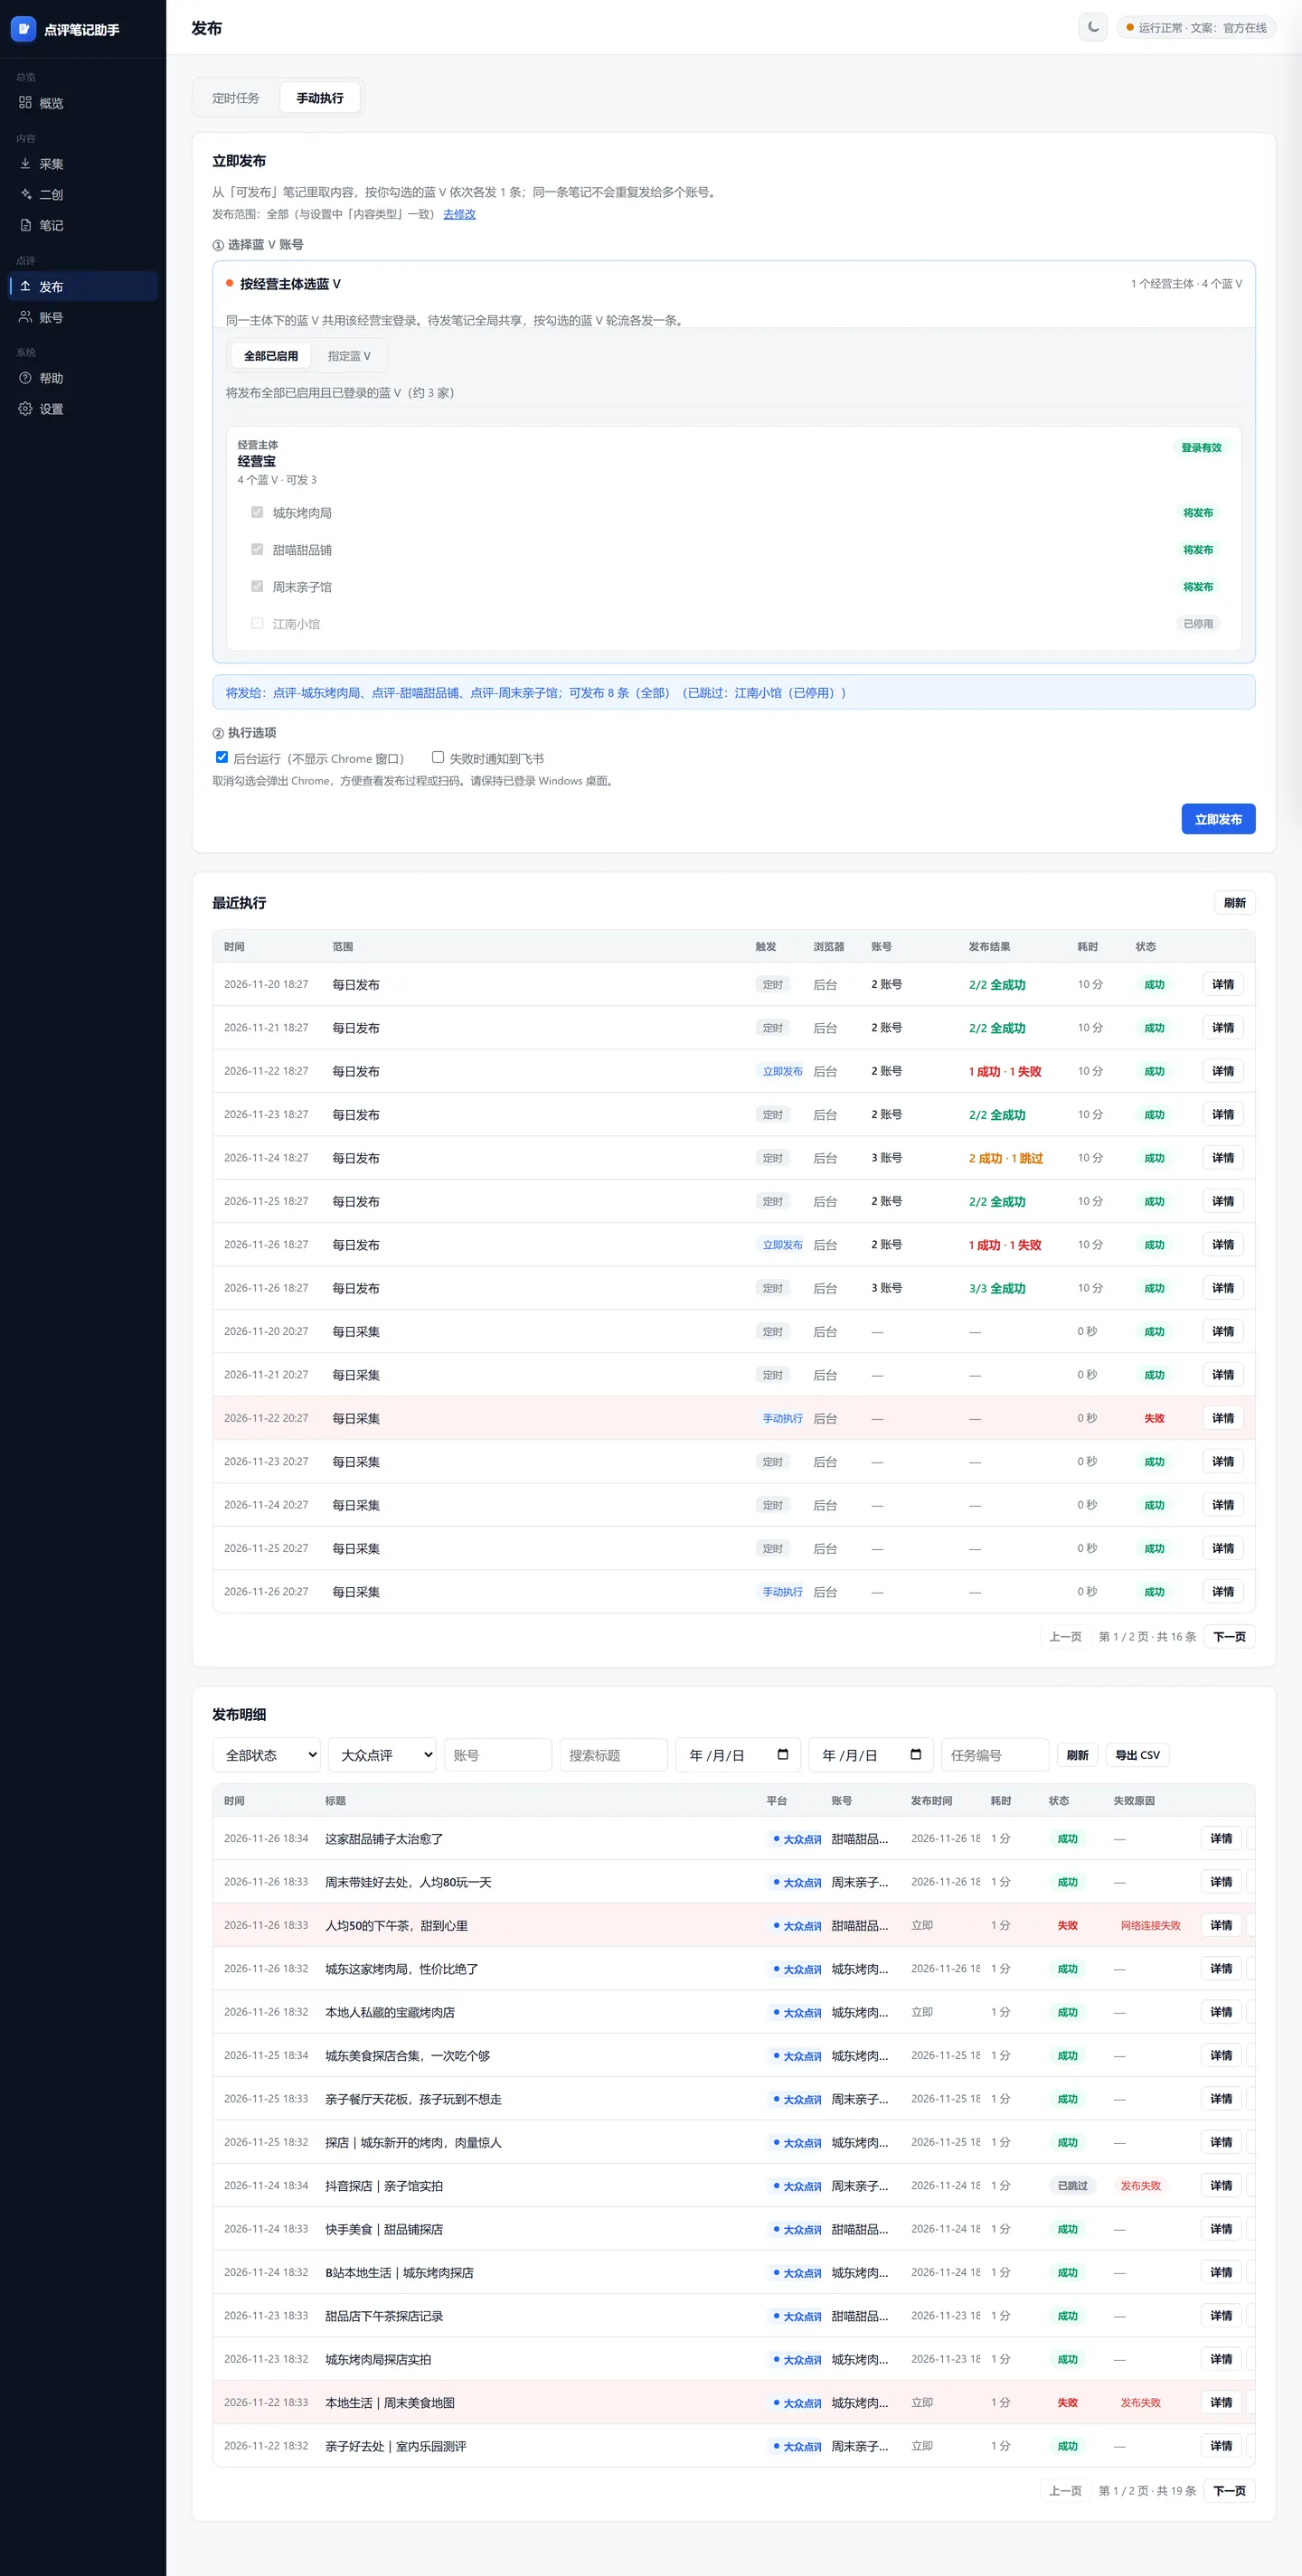 点评笔记助手
总览
概览
内容
采集
二创
笔记
点评
发布
账号
系统
帮助
设置
发布
运行正常 · 文案：官方在线
定时任务 手动执行
立即发布
从「可发布」笔记里取内容，按你勾选的蓝 V 依次各发 1 条；同一条笔记不会重复发给多个账号。
发布范围：全部（与设置中「内容类型」一致） 去修改
① 选择蓝 V 账号
按经营主体选蓝 V 1 个经营主体 · 4 个蓝 V
同一主体下的蓝 V 共用该经营宝登录。待发笔记全局共享，按勾选的蓝 V 轮流各发一条。
全部已启用 指定蓝 V
将发布全部已启用且已登录的蓝 V（约 3 家）
经营主体
经营宝 登录有效
4 个蓝 V · 可发 3
城东烤肉局 将发布
甜喵甜品铺 将发布
周末亲子馆 将发布
江南小馆 已停用
将发给：点评-城东烤肉局、点评-甜喵甜品铺、点评-周末亲子馆；可发布 8 条（全部）（已跳过：江南小馆（已停用））
② 执行选项
后台运行（不显示 Chrome 窗口） 失败时通知到飞书
取消勾选会弹出 Chrome，方便查看发布过程或扫码。请保持已登录 Windows 桌面。
立即发布
最近执行 刷新
时间 范围 触发 浏览器 账号 发布结果 耗时 状态
2026-11-20 18:27 每日发布 定时 后台 2 账号 2/2 全成功 10 分 成功 详情
2026-11-21 18:27 每日发布 定时 后台 2 账号 2/2 全成功 10 分 成功 详情
2026-11-22 18:27 每日发布 立即发布 后台 2 账号 1 成功 · 1 失败 10 分 成功 详情
2026-11-23 18:27 每日发布 定时 后台 2 账号 2/2 全成功 10 分 成功 详情
2026-11-24 18:27 每日发布 定时 后台 3 账号 2 成功 · 1 跳过 10 分 成功 详情
2026-11-25 18:27 每日发布 定时 后台 2 账号 2/2 全成功 10 分 成功 详情
2026-11-26 18:27 每日发布 立即发布 后台 2 账号 1 成功 · 1 失败 10 分 成功 详情
2026-11-26 18:27 每日发布 定时 后台 3 账号 3/3 全成功 10 分 成功 详情
2026-11-20 20:27 每日采集 定时 后台 — — 0 秒 成功 详情
2026-11-21 20:27 每日采集 定时 后台 — — 0 秒 成功 详情
2026-11-22 20:27 每日采集 手动执行 后台 — — 0 秒 失败 详情
2026-11-23 20:27 每日采集 定时 后台 — — 0 秒 成功 详情
2026-11-24 20:27 每日采集 定时 后台 — — 0 秒 成功 详情
2026-11-25 20:27 每日采集 定时 后台 — — 0 秒 成功 详情
2026-11-26 20:27 每日采集 手动执行 后台 — — 0 秒 成功 详情
上一页 第 1 / 2 页 · 共 16 条 下一页
发布明细
全部状态 大众点评 账号 搜索标题 年 /月/日 年 /月/日 任务编号 刷新 导出 CSV
时间 标题 平台 账号 发布时间 耗时 状态 失败原因
2026-11-26 18:34 这家甜品铺子太治愈了 大众点评 甜喵甜品... 2026-11-26 18 1 分 成功 — 详情
2026-11-26 18:33 周末带娃好去处，人均80玩一天 大众点评 周末亲子... 2026-11-26 18 1 分 成功 — 详情
2026-11-26 18:33 人均50的下午茶，甜到心里 大众点评 甜喵甜品... 立即 1 分 失败 网络连接失败 详情
2026-11-26 18:32 城东这家烤肉局，性价比绝了 大众点评 城东烤肉... 2026-11-26 18 1 分 成功 — 详情
2026-11-26 18:32 本地人私藏的宝藏烤肉店 大众点评 城东烤肉... 立即 1 分 成功 — 详情
2026-11-25 18:34 城东美食探店合集，一次吃个够 大众点评 城东烤肉... 2026-11-25 18 1 分 成功 — 详情
2026-11-25 18:33 亲子餐厅天花板，孩子玩到不想走 大众点评 周末亲子... 2026-11-25 18 1 分 成功 — 详情
2026-11-25 18:32 探店｜城东新开的烤肉，肉量惊人 大众点评 城东烤肉... 2026-11-25 18 1 分 成功 — 详情
2026-11-24 18:34 抖音探店｜亲子馆实拍 大众点评 周末亲子... 2026-11-24 18 1 分 已跳过 发布失败 详情
2026-11-24 18:33 快手美食｜甜品铺探店 大众点评 甜喵甜品... 2026-11-24 18 1 分 成功 — 详情
2026-11-24 18:32 B站本地生活｜城东烤肉探店 大众点评 城东烤肉... 2026-11-24 18 1 分 成功 — 详情
2026-11-23 18:33 甜品店下午茶探店记录 大众点评 甜喵甜品... 2026-11-23 18 1 分 成功 — 详情
2026-11-23 18:32 城东烤肉局探店实拍 大众点评 城东烤肉... 2026-11-23 18 1 分 成功 — 详情
2026-11-22 18:33 本地生活｜周末美食地图 大众点评 城东烤肉... 立即 1 分 失败 发布失败 详情
2026-11-22 18:32 亲子好去处｜室内乐园测评 大众点评 周末亲子... 立即 1 分 成功 — 详情
上一页 第 1 / 2 页 · 共 19 条 下一页